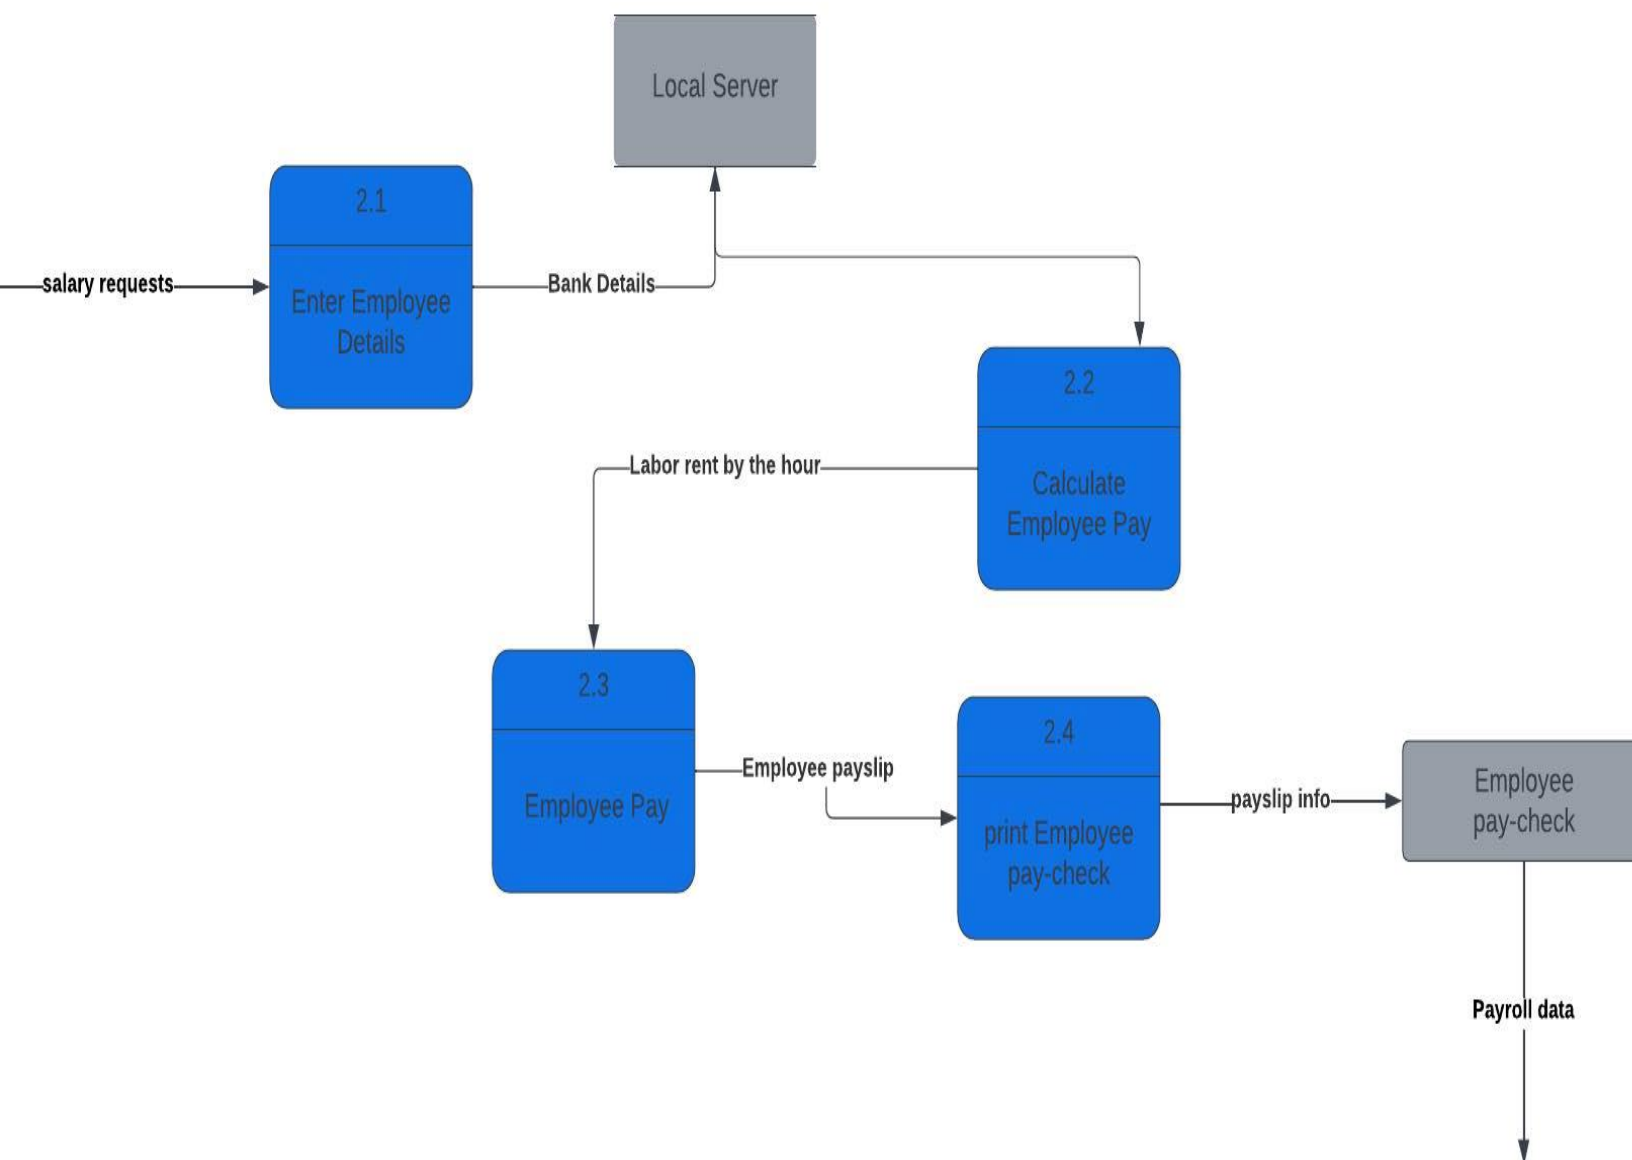 Local Server
2.1
salary requests
Enter Employee
Details
Bank Details
2.2
Calculate
Employee Pay
Labor rent by the hour
2.3
Employee Pay
Employee payslip
2.4
print Employee
pay-check
payslip info
Employee
pay-check
Payroll data